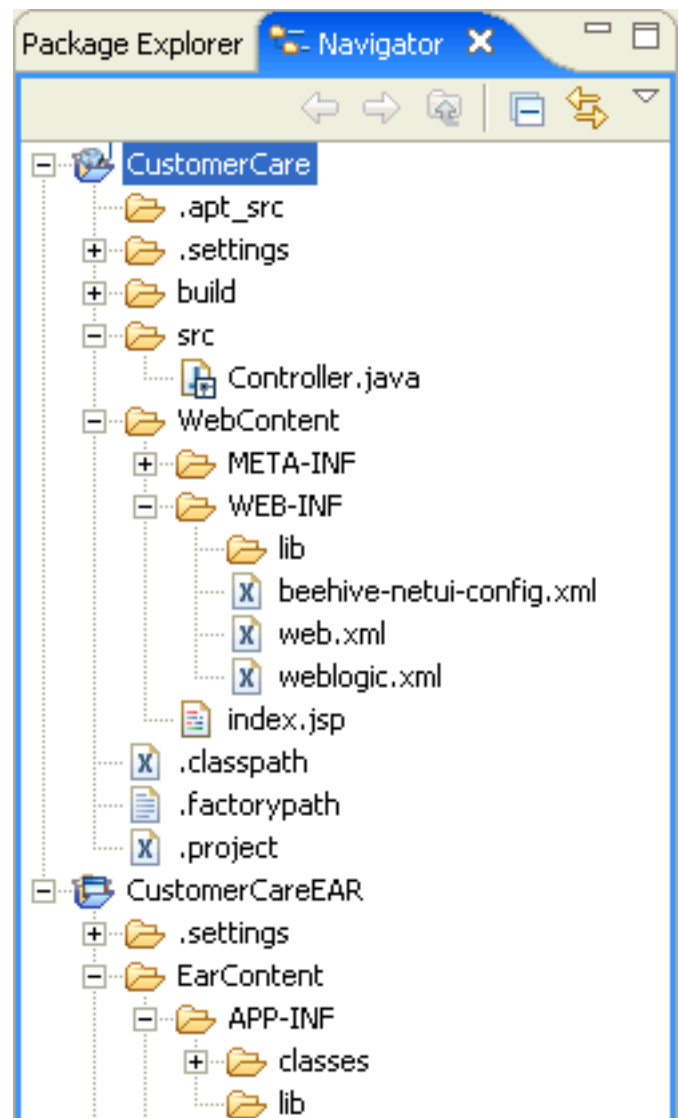 Package Explorer Navigator
CustomerCare
.apt_src
.settings
build
src
Controller.java
WebContent
META-INF
WEB-INF
lib
beehive-netui-config.xml
web.xml
weblogic.xml
index.jsp
.classpath
.factorypath
.project
CustomerCareEAR
.settings
EarContent
APP-INF
classes
lib